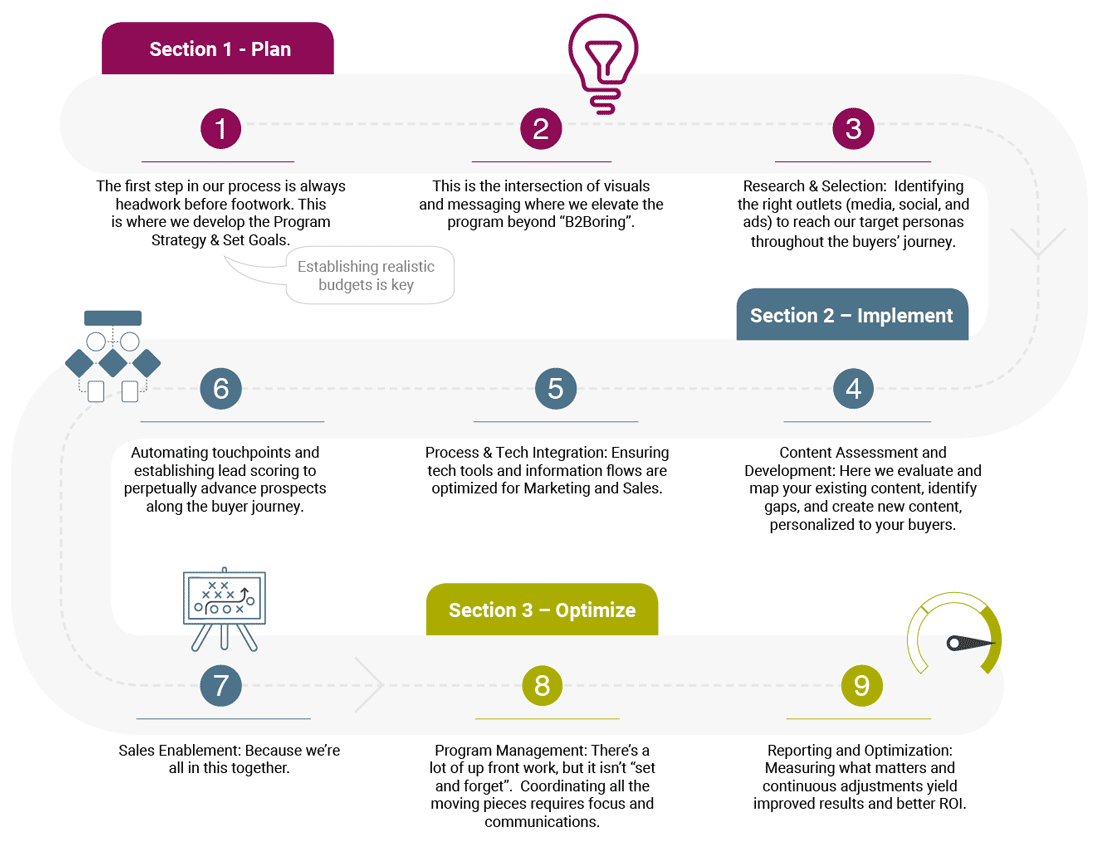 Section 1 - Plan
1
2
3
The first step in our process is always
headwork before footwork. This
is where we develop the Program
Strategy & Set Goals.
Establishing realistic
budgets is key
This is the intersection of visuals
and messaging where we elevate the
program beyond “B2Boring”.
Research & Selection:  Identifying
the right outlets (media, social, and
ads) to reach our target personas
throughout the buyers’ journey.
Section 2 – Implement
4
Content Assessment and
Development: Here we evaluate and
map your existing content, identify
gaps, and create new content,
personalized to your buyers.
5
Process & Tech Integration: Ensuring
tech tools and information flows are
optimized for Marketing and Sales.
6
Automating touchpoints and
establishing lead scoring to
perpetually advance prospects
along the buyer journey.
7
Sales Enablement: Because we’re
all in this together.
Section 3 – Optimize
8
Program Management: There’s a
lot of up front work, but it isn’t “set
and forget”.  Coordinating all the
moving pieces requires focus and
communications.
9
Reporting and Optimization:
Measuring what matters and
continuous adjustments yield
improved results and better ROI.